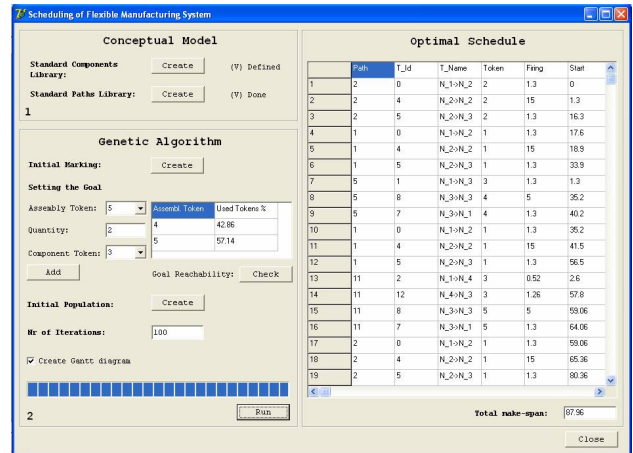 Scheduling of Flexible Manufacturing System
Conceptual Model
Standard Components Library:
Create
(V) Defined
Standard Paths Library:
Create
(V) Done
1
Genetic Algorithm
Initial Marking:
Create
Setting the Goal
Assembly Token:
5
Quantity:
2
Component Token:
3
Assembl. Token Used Tokens %
4 42.86
5 57.14
Add
Goal Reachability:
Check
Initial Population:
Create
Nr of Iterations:
100
Create Gantt diagram
2
Run
Optimal Schedule
Path T_Id T_Name Token Firing Start
1 2 0 N_1->N_2 2 1.3 0
2 2 4 N_2->N_2 2 15 1.3
3 2 5 N_2->N_3 2 1.3 16.3
4 1 0 N_1->N_2 1 1.3 17.6
5 1 4 N_2->N_2 1 15 18.9
6 1 5 N_2->N_3 1 1.3 33.9
7 5 1 N_1->N_3 3 1.3 1.3
8 5 8 N_3->N_3 4 5 35.2
9 5 7 N_3->N_1 4 1.3 40.2
10 1 0 N_1->N_2 1 1.3 35.2
11 1 4 N_2->N_2 1 15 41.5
12 1 5 N_2->N_3 1 1.3 56.5
13 11 2 N_1->N_4 3 0.52 2.6
14 11 12 N_4->N_3 3 1.26 57.8
15 11 8 N_3->N_3 5 5 59.06
16 11 7 N_3->N_1 5 1.3 64.06
17 2 0 N_1->N_2 1 1.3 59.06
18 2 4 N_2->N_2 1 15 65.36
19 2 5 N_2->N_3 1 1.3 80.36
Total make-span:
87.96
Close